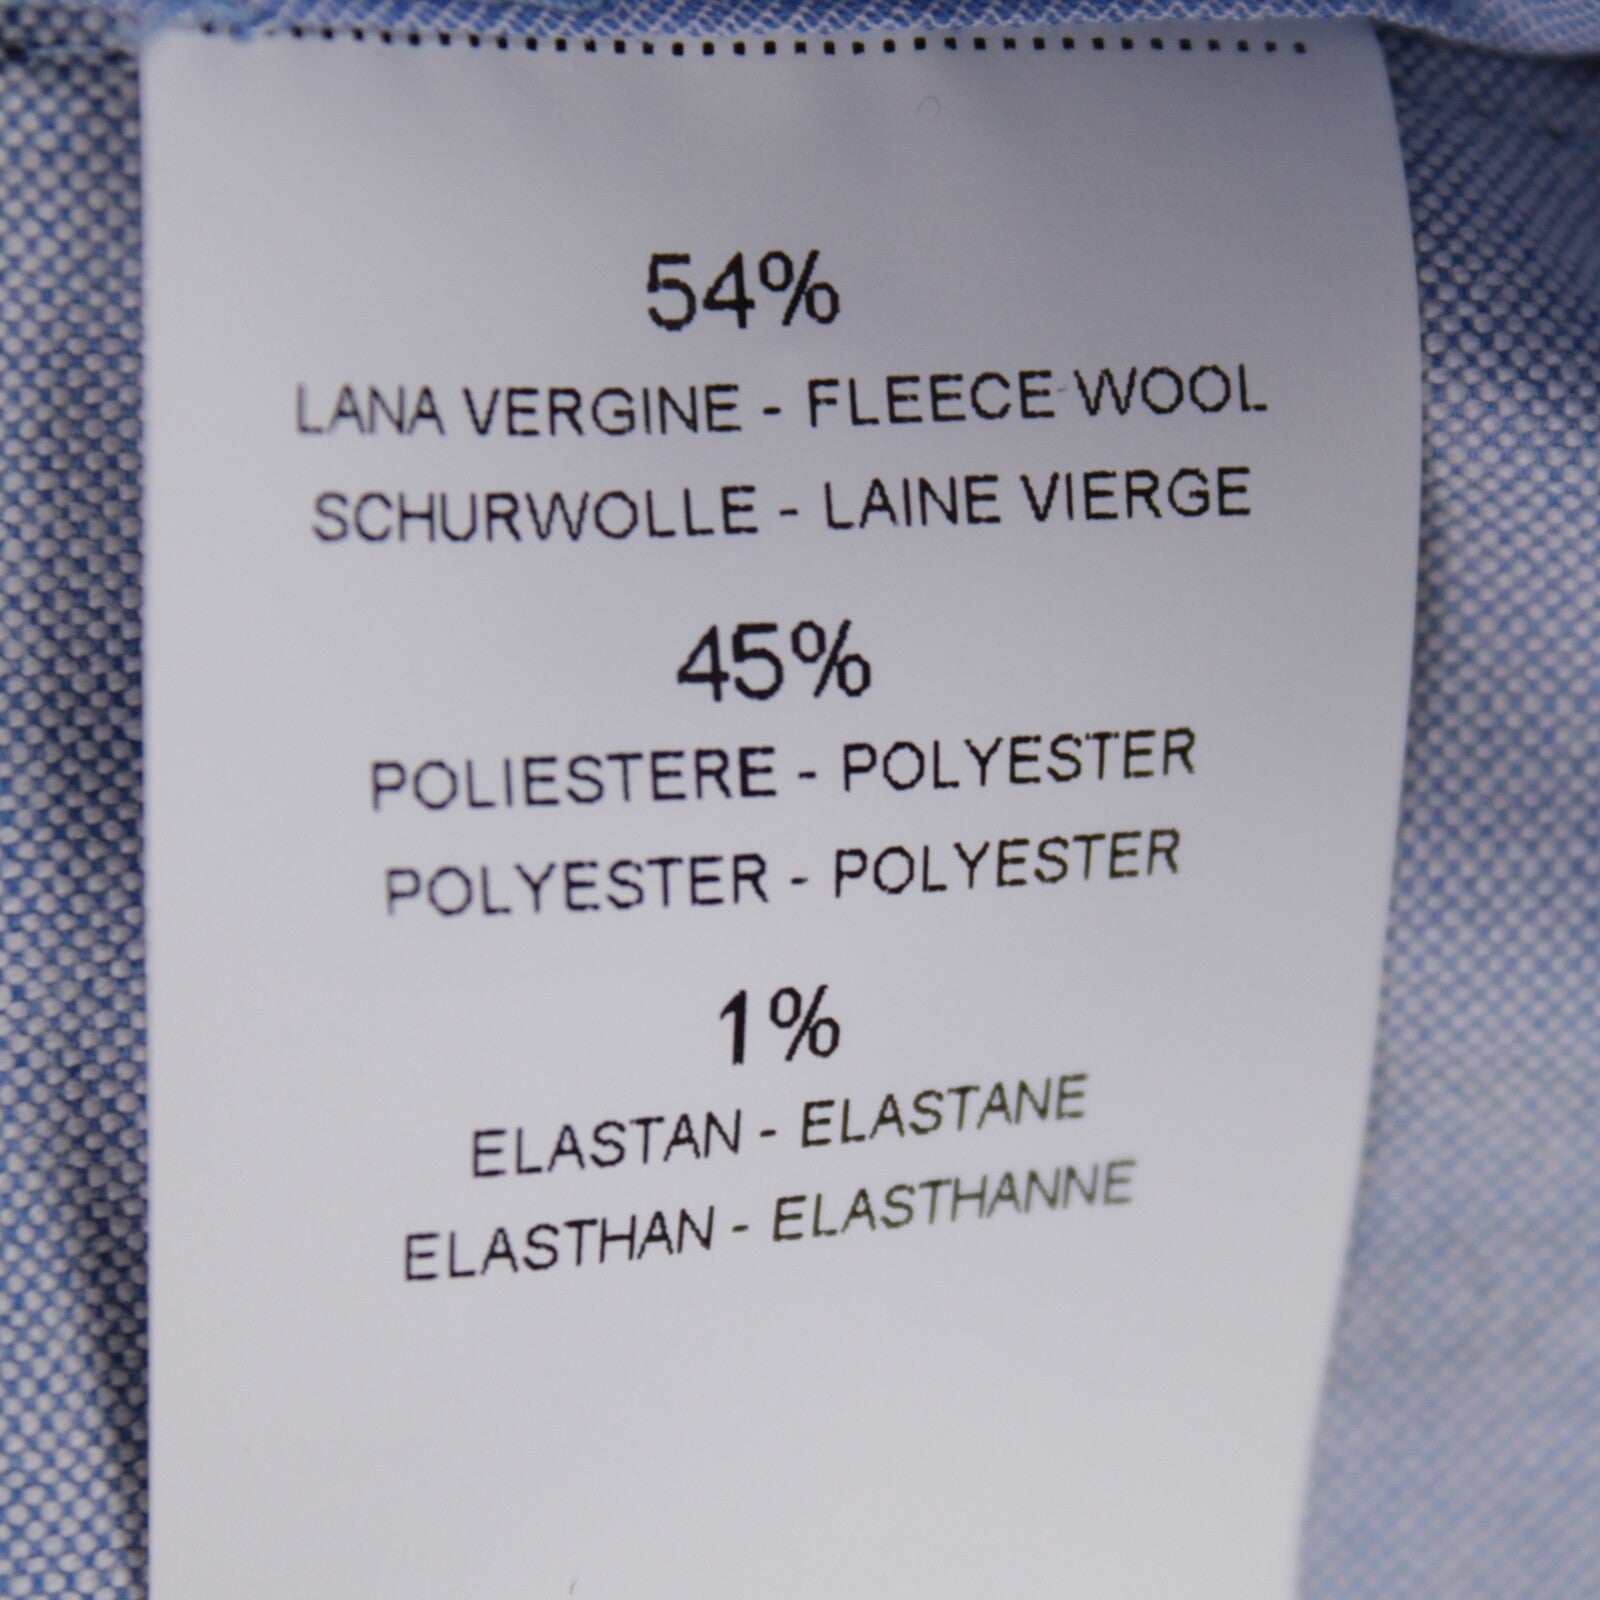 54%
LANA VERGINE - FLEECE WOOL
SCHURWOLLE - LAINE VIERGE
45%
POLIESTERE - POLYESTER
POLYESTER - POLYESTER
1%
ELASTAN - ELASTANE
ELASTHAN - ELASTHANNE